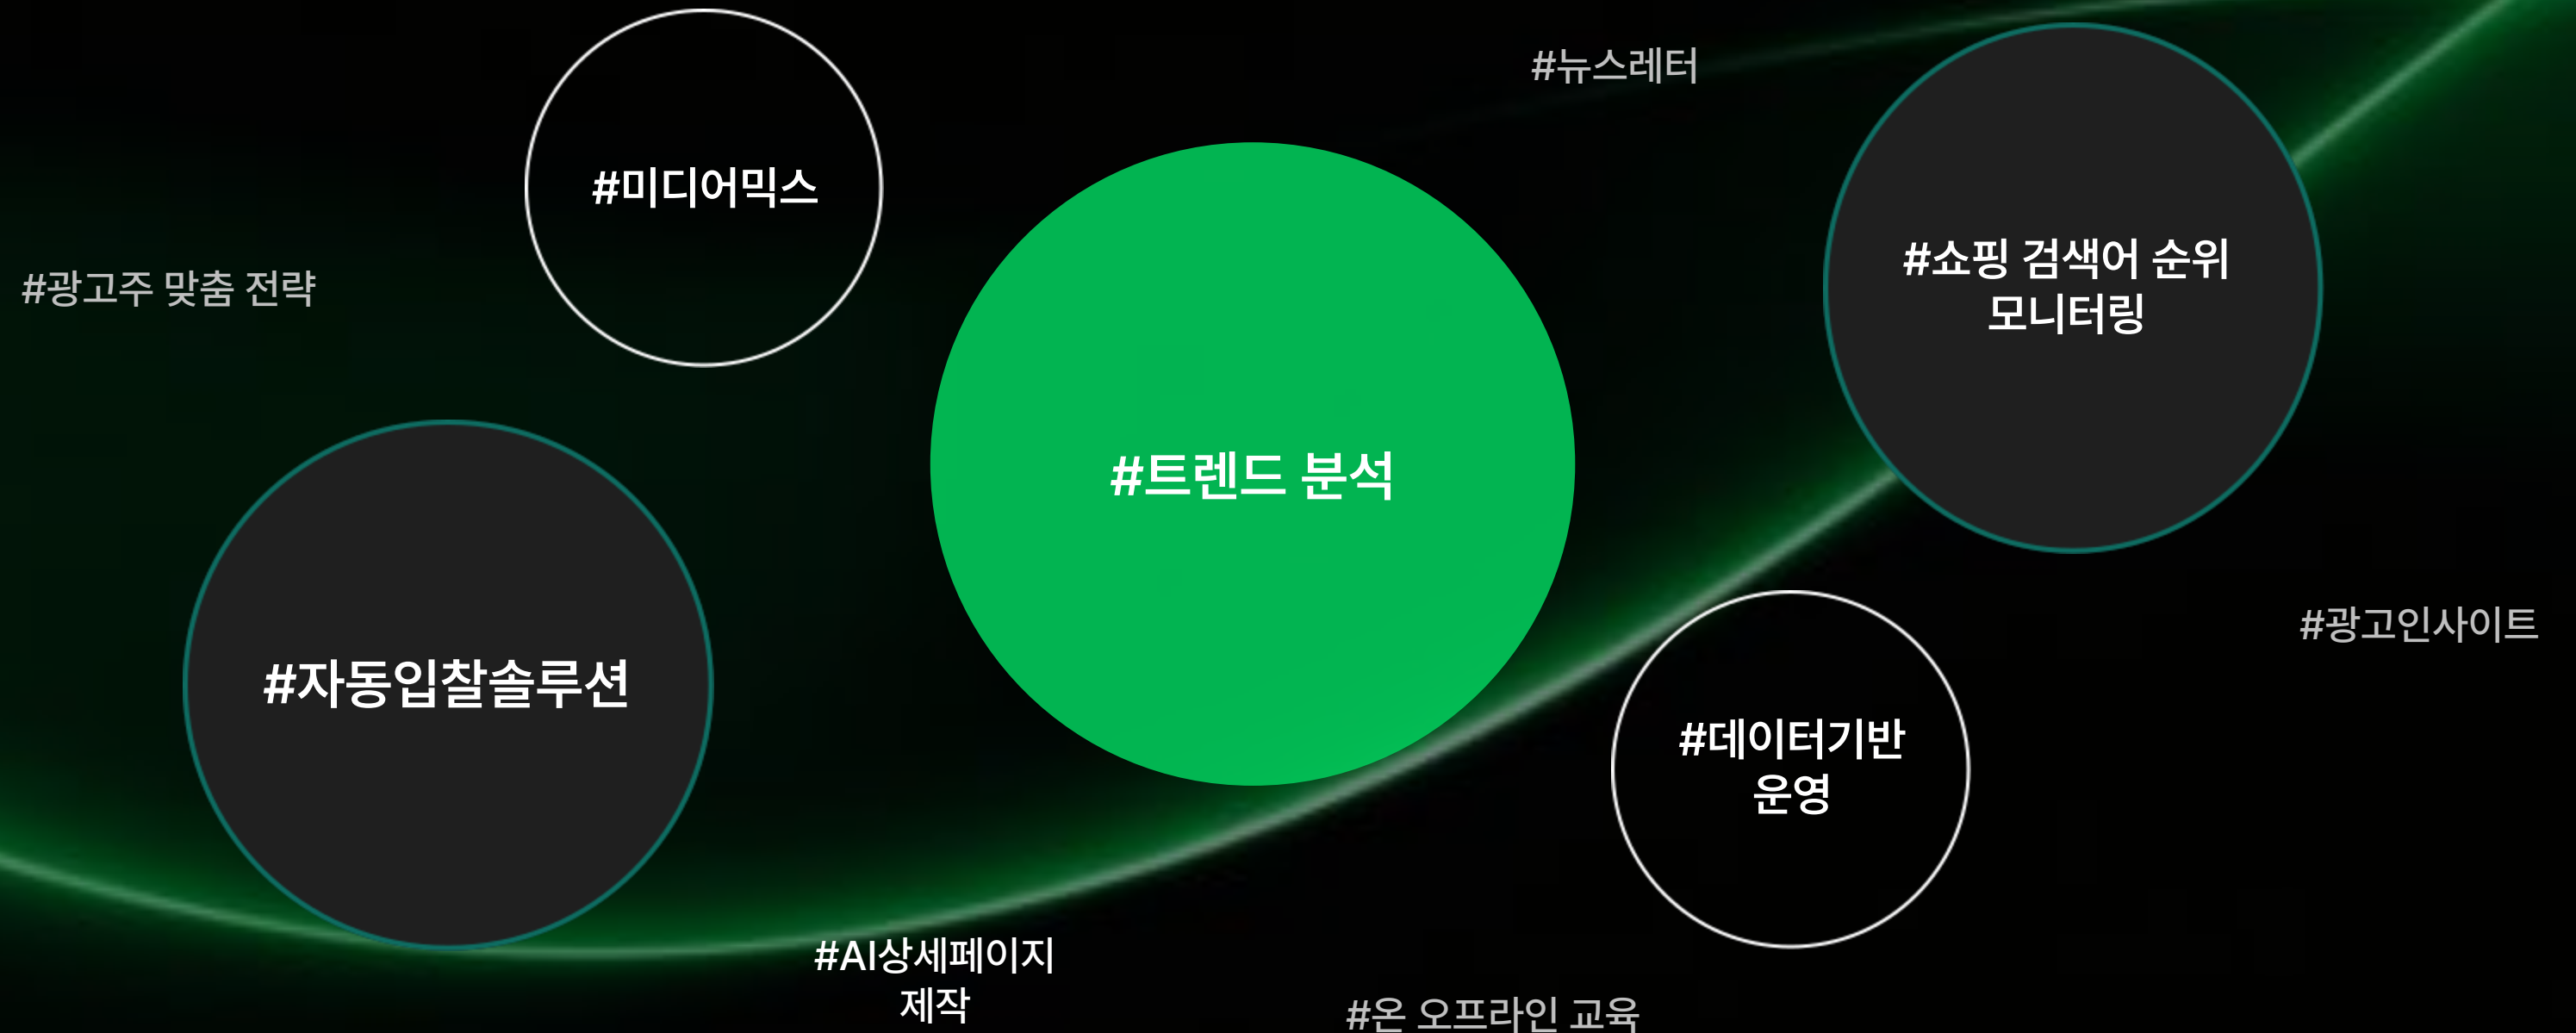 #뉴스레터
#미디어믹스
#쇼핑 검색어 순위
모니터링
#광고주 맞춤 전략
#트렌드 분석
#광고인사이트
#자동입찰솔루션
#데이터기반
운영
#AI상세페이지
제작
#온 오프라인 교육